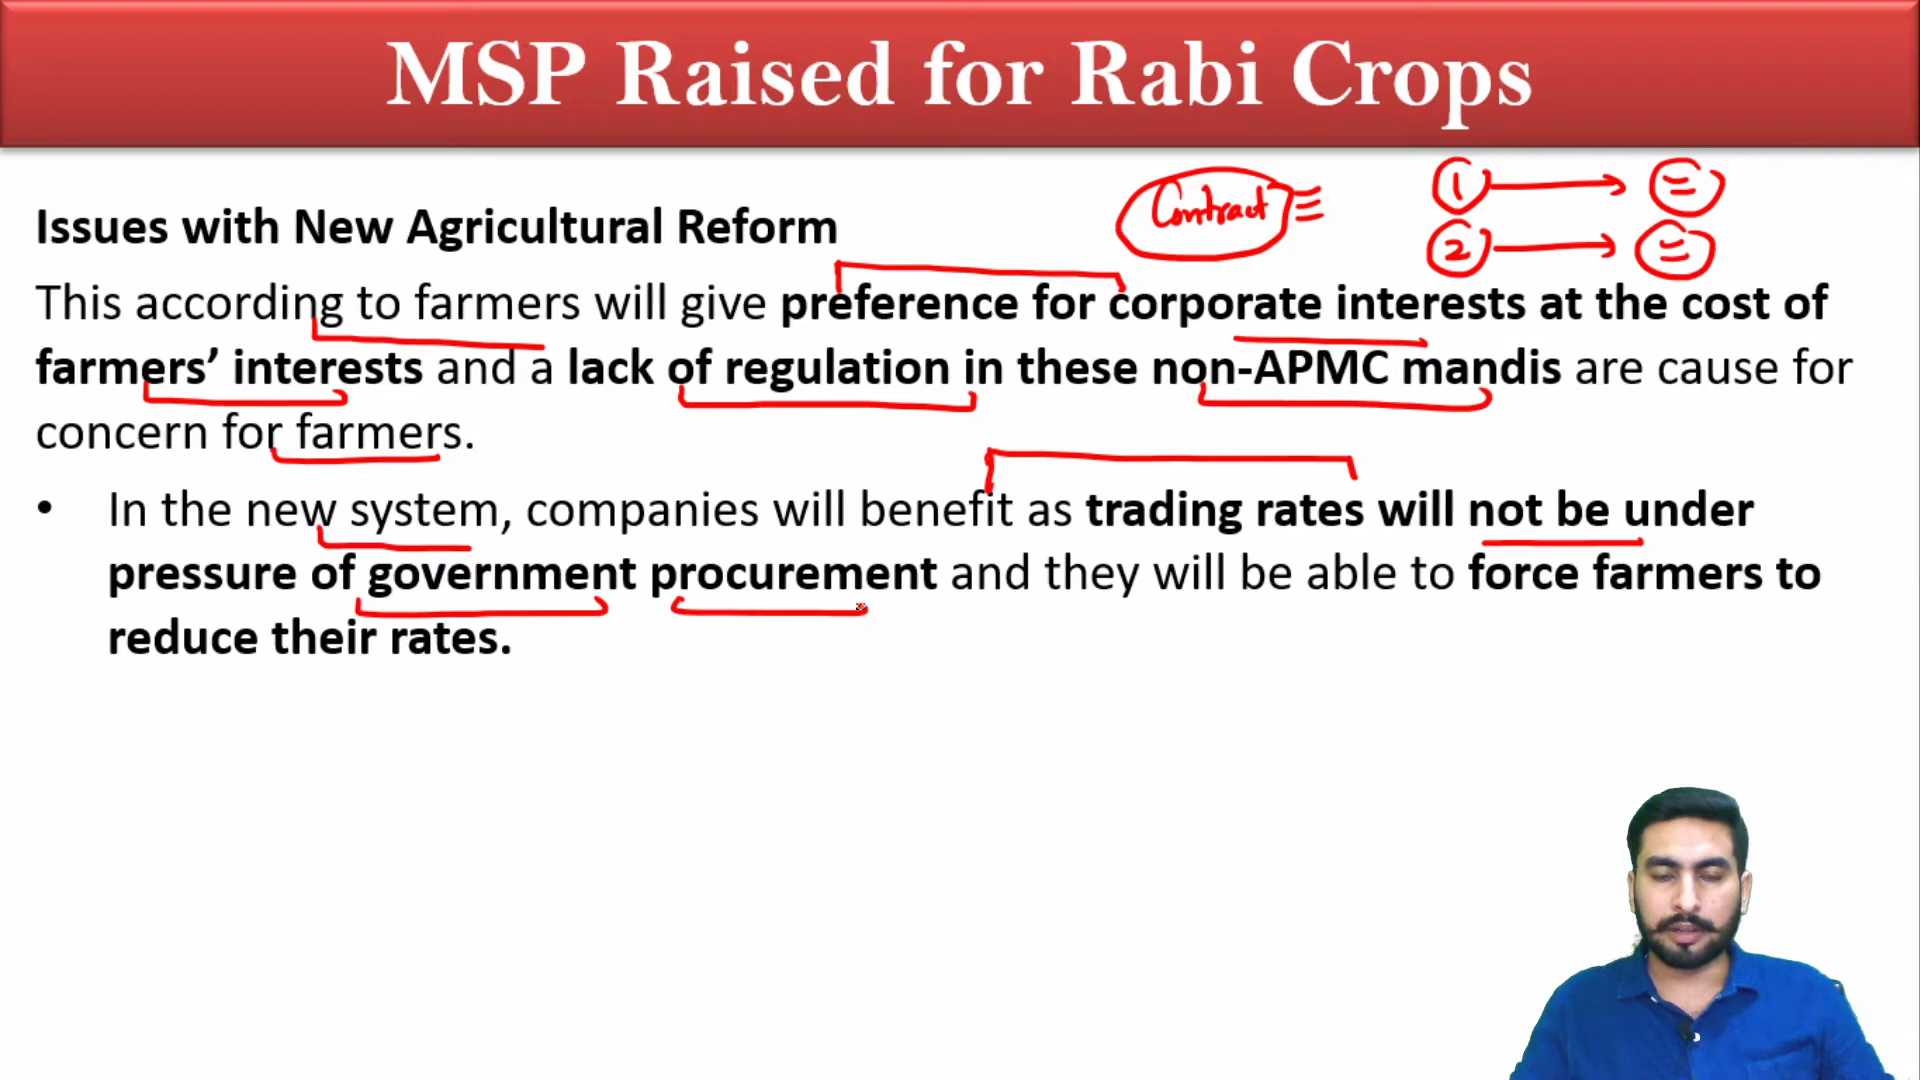 MSP Raised for Rabi Crops
Contract
1
2
Issues with New Agricultural Reform
This according to farmers will give preference for corporate interests at the cost of
farmers’ interests and a lack of regulation in these non-APMC mandis are cause for
concern for farmers.
• In the new system, companies will benefit as trading rates will not be under
pressure of government procurement and they will be able to force farmers to
reduce their rates.